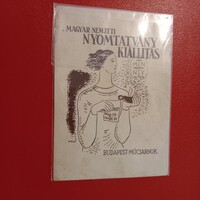 MAGYAR NEMZETI
NYOMTATVÁNY
KIÁLLÍTÁS
BUDAPEST MŰCSARNOK